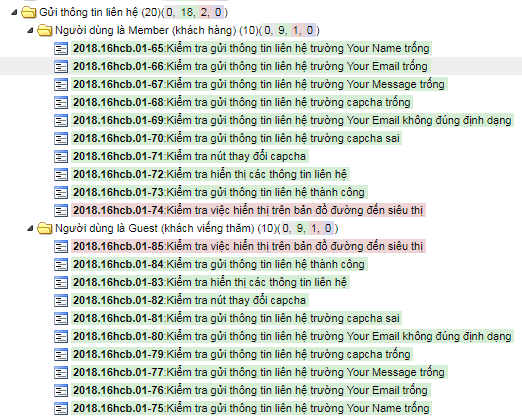 Gửi thông tin liên hệ (20)(0, 18, 2, 0)
Người dùng là Member (khách hàng) (10)(0, 9, 1, 0)
2018.16hcb.01-65:Kiểm tra gửi thông tin liên hệ trường Your Name trống
2018.16hcb.01-66:Kiểm tra gửi thông tin liên hệ trường Your Email trống
2018.16hcb.01-67:Kiểm tra gửi thông tin liên hệ trường Your Message trống
2018.16hcb.01-68:Kiểm tra gửi thông tin liên hệ trường capcha trống
2018.16hcb.01-69:Kiểm tra gửi thông tin liên hệ trường Your Email không đúng định dạng
2018.16hcb.01-70:Kiểm tra gửi thông tin liên hệ trường capcha sai
2018.16hcb.01-71:Kiểm tra nút thay đổi capcha
2018.16hcb.01-72:Kiểm tra hiển thị các thông tin liên hệ
2018.16hcb.01-73:Kiểm tra gửi thông tin liên hệ thành công
2018.16hcb.01-74:Kiểm tra việc hiển thị trên bản đồ đường đến siêu thị
Người dùng là Guest (khách viếng thăm) (10)(0, 9, 1, 0)
2018.16hcb.01-85:Kiểm tra việc hiển thị trên bản đồ đường đến siêu thị
2018.16hcb.01-84:Kiểm tra gửi thông tin liên hệ thành công
2018.16hcb.01-83:Kiểm tra hiển thị các thông tin liên hệ
2018.16hcb.01-82:Kiểm tra nút thay đổi capcha
2018.16hcb.01-81:Kiểm tra gửi thông tin liên hệ trường capcha sai
2018.16hcb.01-80:Kiểm tra gửi thông tin liên hệ trường Your Email không đúng định dạng
2018.16hcb.01-79:Kiểm tra gửi thông tin liên hệ trường capcha trống
2018.16hcb.01-77:Kiểm tra gửi thông tin liên hệ trường Your Message trống
2018.16hcb.01-76:Kiểm tra gửi thông tin liên hệ trường Your Email trống
2018.16hcb.01-75:Kiểm tra gửi thông tin liên hệ trường Your Name trống